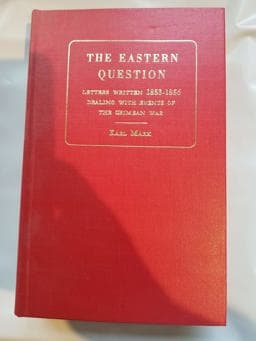 THE EASTERN
QUESTION
LETTERS WRITTEN 1853-1856
DEALING WITH EVENTS OF
THE CRIMEAN WAR
KARL MARX